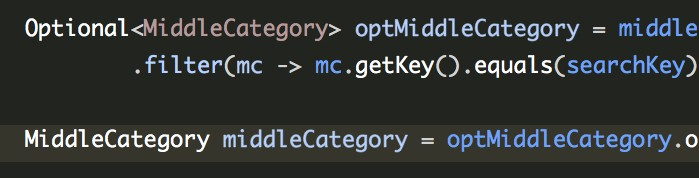 Optional<MiddleCategory> optMiddleCategory = middle
.filter(mc -> mc.getKey().equals(searchKey)
MiddleCategory middleCategory = optMiddleCategory.o